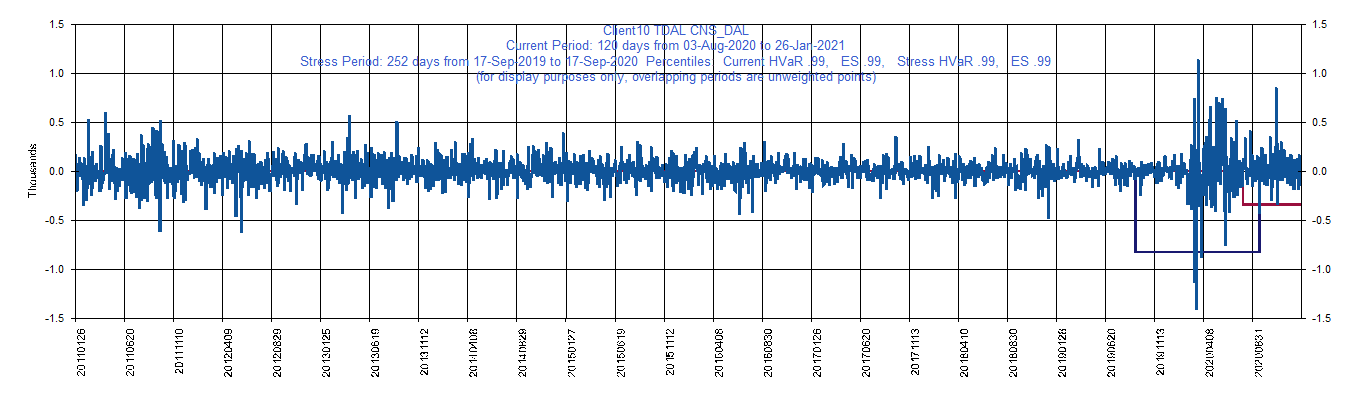 Client10 TDAL CNS_DAL
Current Period: 120 days from 03-Aug-2020 to 26-Jan-2021
Stress Period: 252 days from 17-Sep-2019 to 17-Sep-2020 Percentiles: Current HVaR .99, ES .99, Stress HVaR .99, ES .99
(for display purposes only, overlapping periods are unweighted points)
1.5 1.5
1.0 1.0
0.5 0.5
Thousands
0.0 0.0
-0.5 -0.5
-1.0 -1.0
-1.5 -1.5
20110126 20110620 20111110 20120409 20120829 20130125 20130619 20131112 20140408 20140829 20150127 20150619 20151112 20160408 20160830 20170126 20170620 20171113 20180410 20180830 20190128 20190620 20191113 20200408 20200831